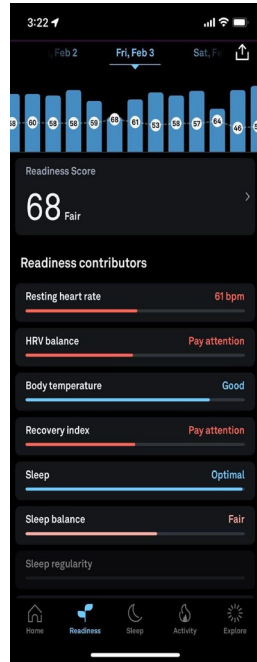 3:22
, Feb 2 Fri, Feb 3 Sat, Fe
60 58 58 59 68 61 53 58 57 64 46
Readiness Score
68 Fair
Readiness contributors
Resting heart rate 61 bpm
HRV balance Pay attention
Body temperature Good
Recovery index Pay attention
Sleep Optimal
Sleep balance Fair
Sleep regularity
Home Readiness Sleep Activity Explore